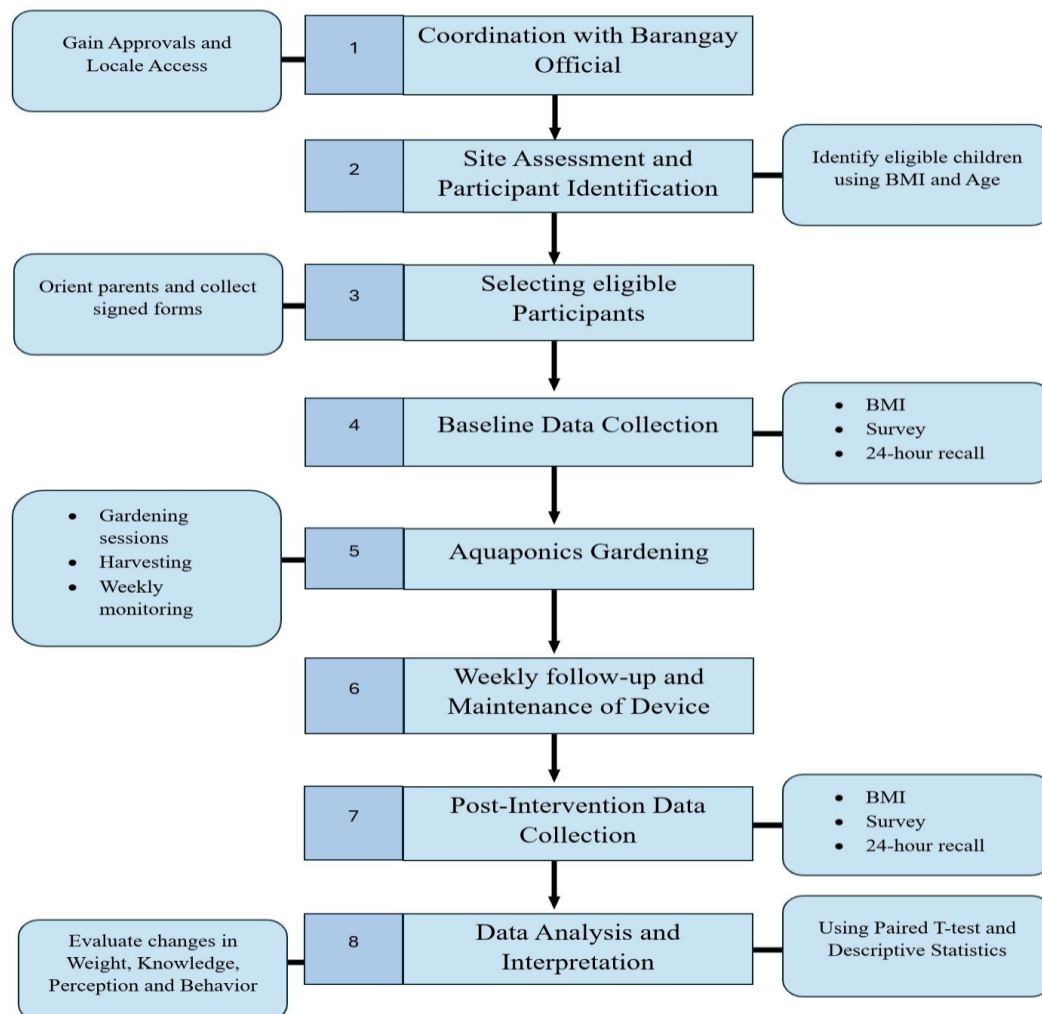 Gain Approvals and
Locale Access
1
Coordination with Barangay
Official
2
Site Assessment and
Participant Identification
Identify eligible children
using BMI and Age
Orient parents and collect
signed forms
3
Selecting eligible
Participants
4
Baseline Data Collection
• BMI
• Survey
• 24-hour recall
• Gardening
sessions
• Harvesting
• Weekly
monitoring
5
Aquaponics Gardening
6
Weekly follow-up and
Maintenance of Device
7
Post-Intervention Data
Collection
• BMI
• Survey
• 24-hour recall
Evaluate changes in
Weight, Knowledge,
Perception and Behavior
8
Data Analysis and
Interpretation
Using Paired T-test and
Descriptive Statistics